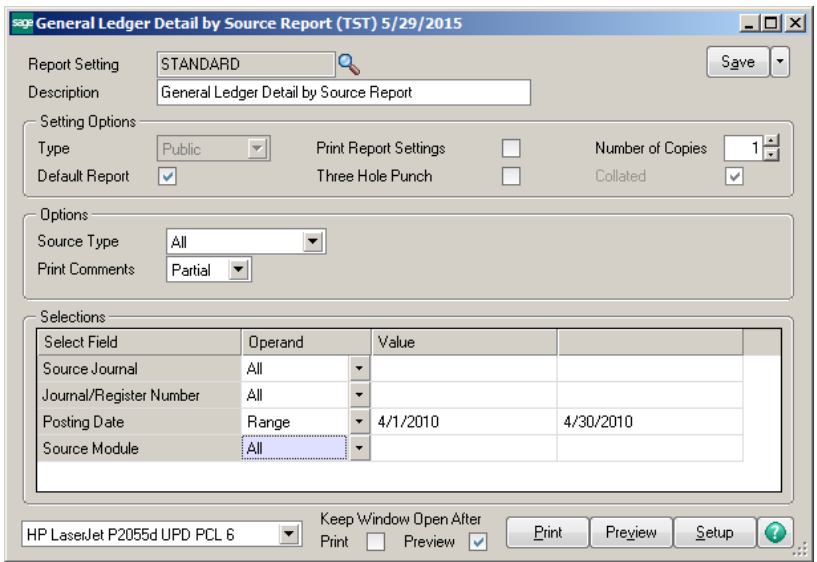 sage General Ledger Detail by Source Report (TST) 5/29/2015
Report Setting STANDARD Save
Description General Ledger Detail by Source Report
Setting Options
Type Public Print Report Settings Number of Copies 1
Default Report Three Hole Punch Collated
Options
Source Type All
Print Comments Partial
Selections
Select Field Operand Value
Source Journal All
Journal/Register Number All
Posting Date Range 4/1/2010 4/30/2010
Source Module All
Keep Window Open After
HP LaserJet P2055d UPD PCL 6 Print Preview Print Preview Setup ?